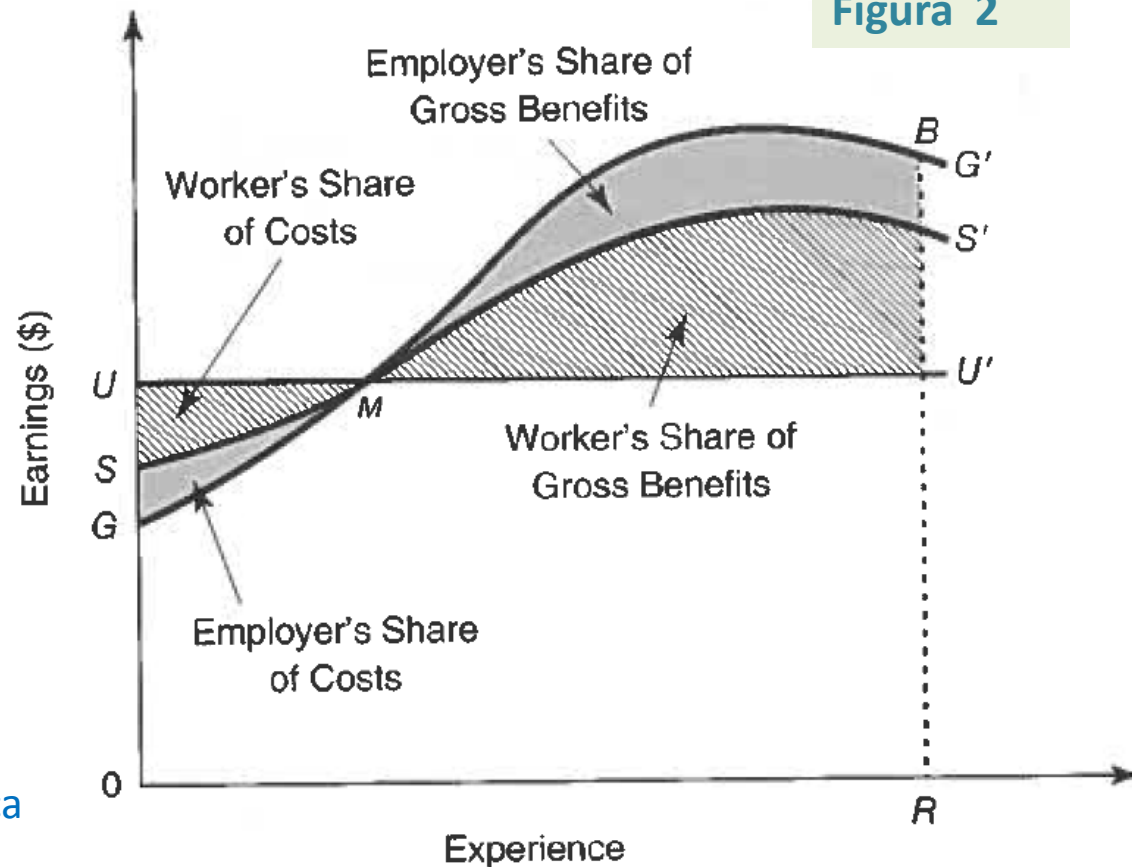 Figura 2
Employer's Share of
Gross Benefits
B
G'
Worker's Share
of Costs
S'
Earnings ($)
U
M
U'
Worker's Share of
Gross Benefits
S
G
Employer's Share
of Costs
0
R
Experience